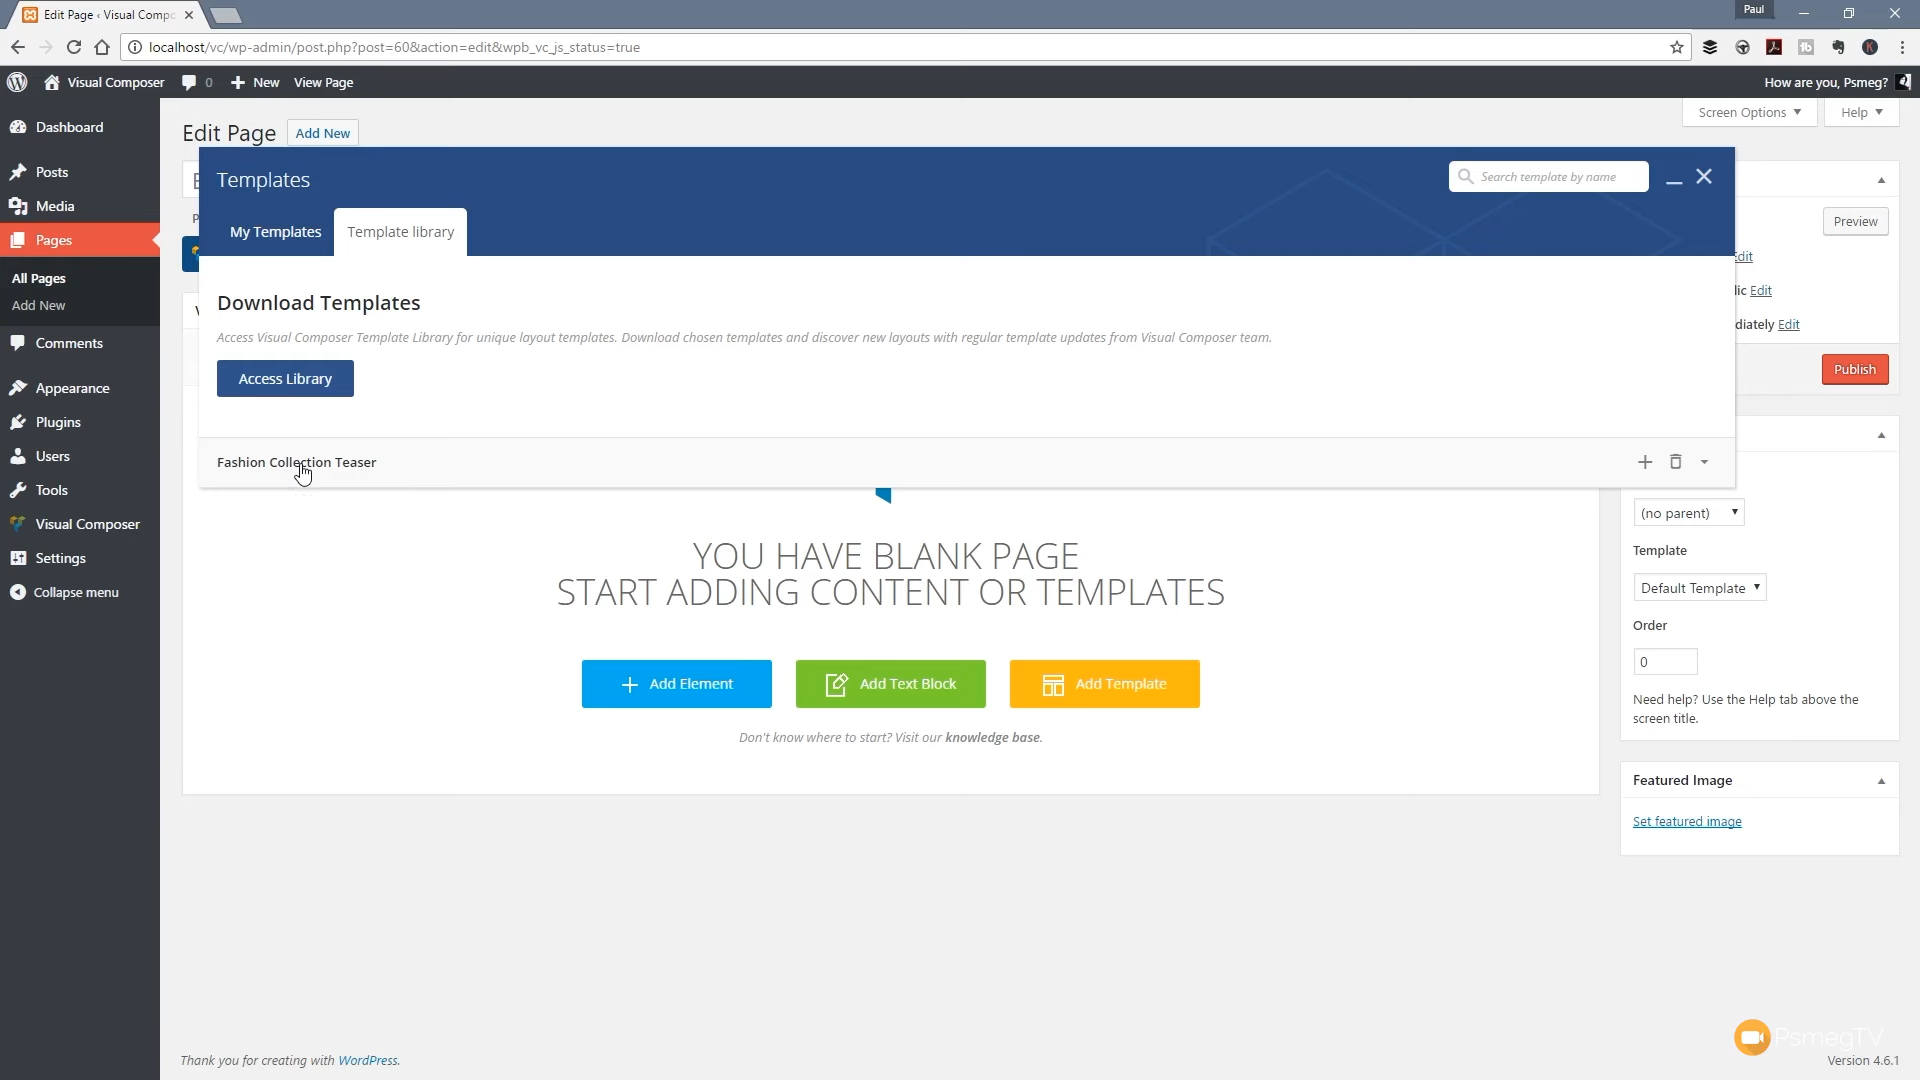 Edit Page ‹ Visual Compo
Paul
localhost/vc/wp-admin/post.php?post=60&action=edit&wpb_vc_js_status=true
Visual Composer
0
New
View Page
How are you, Psmeg?
Dashboard
Posts
Media
Pages
All Pages
Add New
Comments
Appearance
Plugins
Users
Tools
Visual Composer
Settings
Collapse menu
Edit Page
Add New
Screen Options
Help
Templates
Search template by name
My Templates
Template library
Download Templates
Access Visual Composer Template Library for unique layout templates. Download chosen templates and discover new layouts with regular template updates from Visual Composer team.
Access Library
Fashion Collection Teaser
Preview
Edit
lic Edit
diately Edit
Publish
YOU HAVE BLANK PAGE
START ADDING CONTENT OR TEMPLATES
Add Element
Add Text Block
Add Template
Don't know where to start? Visit our knowledge base.
(no parent)
Template
Default Template
Order
0
Need help? Use the Help tab above the
screen title.
Featured Image
Set featured image
PsmegTV
Thank you for creating with WordPress.
Version 4.6.1